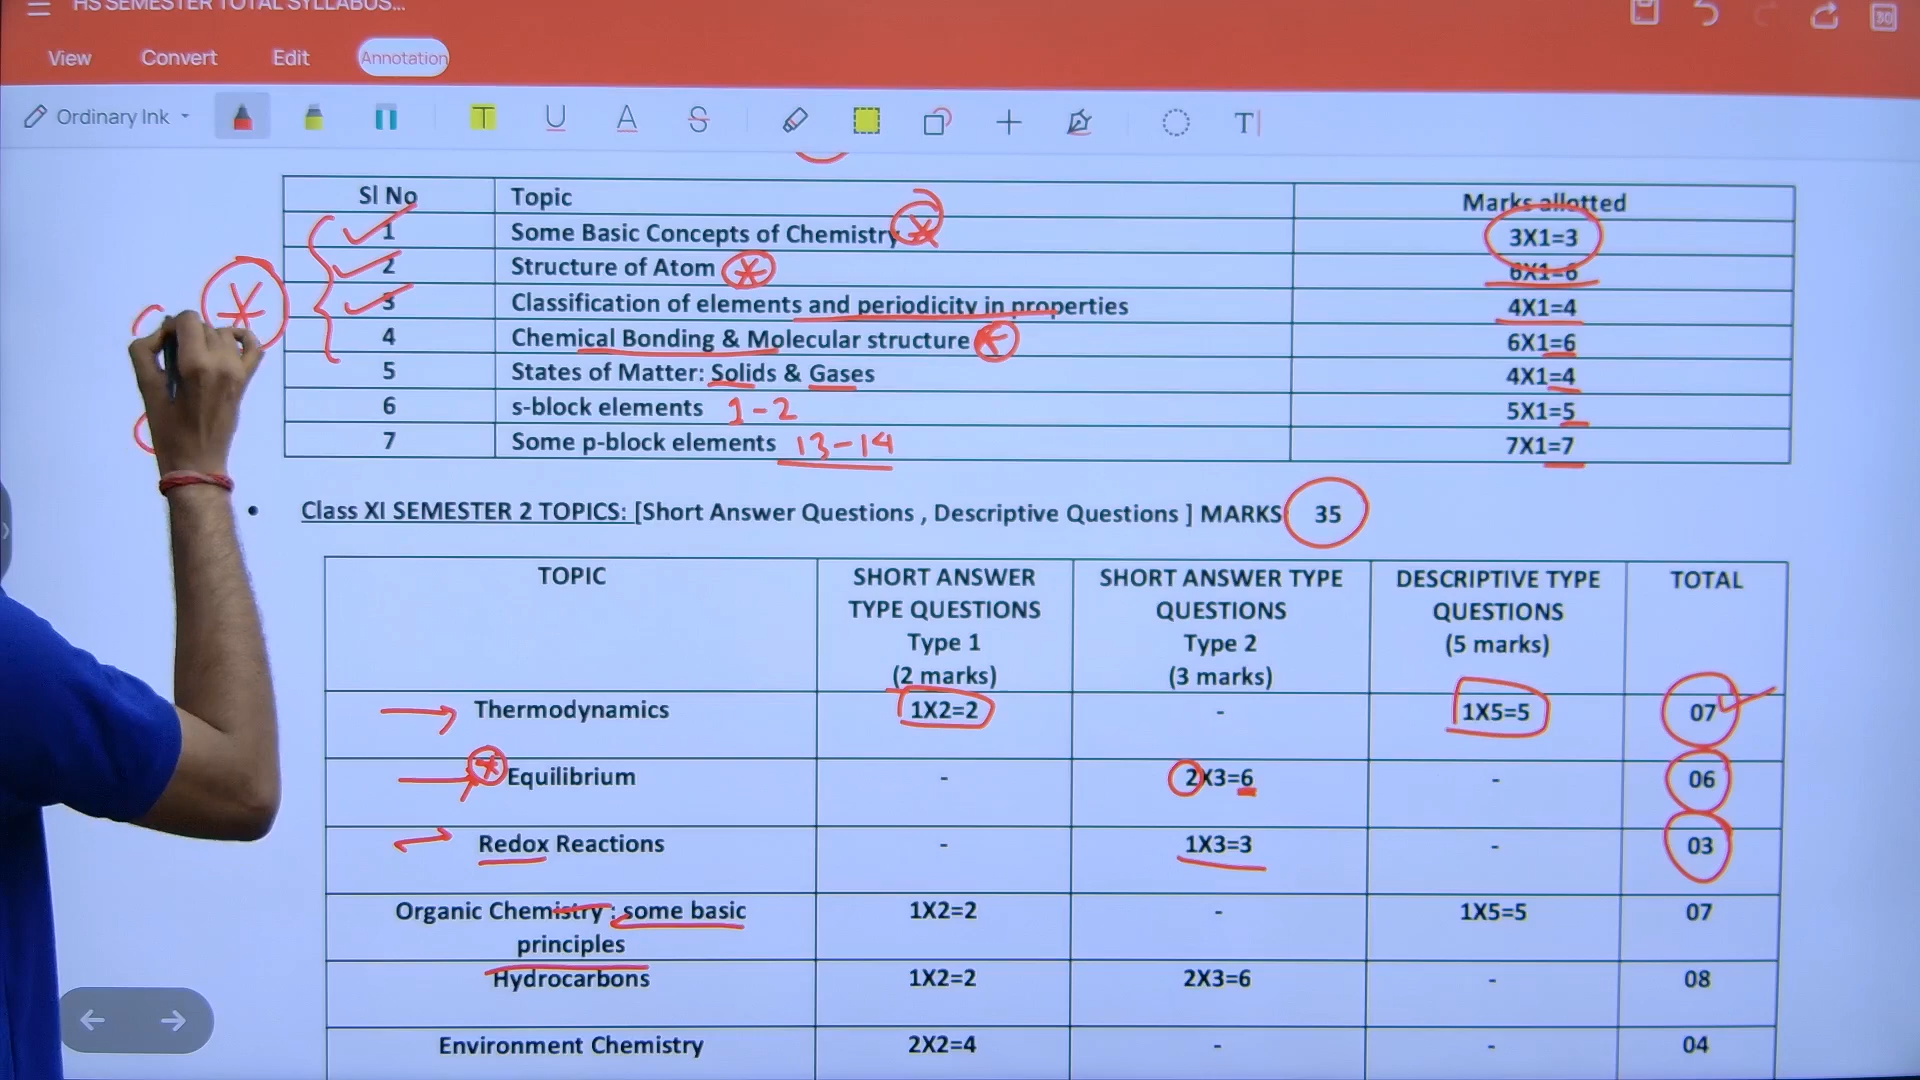 HS SEMESTER TOTAL SYLLABUS...
View Convert Edit Annotation
Ordinary Ink T U A S T|
Sl No Topic Marks allotted
1 Some Basic Concepts of Chemistry 3X1=3
2 Structure of Atom 6X1=6
3 Classification of elements and periodicity in properties 4X1=4
4 Chemical Bonding & Molecular structure 6X1=6
5 States of Matter: Solids & Gases 4X1=4
6 s-block elements 1-2 5X1=5
7 Some p-block elements 13-14 7X1=7
• Class XI SEMESTER 2 TOPICS: [Short Answer Questions , Descriptive Questions ] MARKS 35
TOPIC SHORT ANSWER SHORT ANSWER TYPE DESCRIPTIVE TYPE TOTAL
TYPE QUESTIONS QUESTIONS QUESTIONS
Type 1 Type 2 (5 marks)
(2 marks) (3 marks)
Thermodynamics 1X2=2 - 1X5=5 07
Equilibrium - 2X3=6 - 06
Redox Reactions - 1X3=3 - 03
Organic Chemistry : some basic 1X2=2 - 1X5=5 07
principles
Hydrocarbons 1X2=2 2X3=6 - 08
Environment Chemistry 2X2=4 - - 04